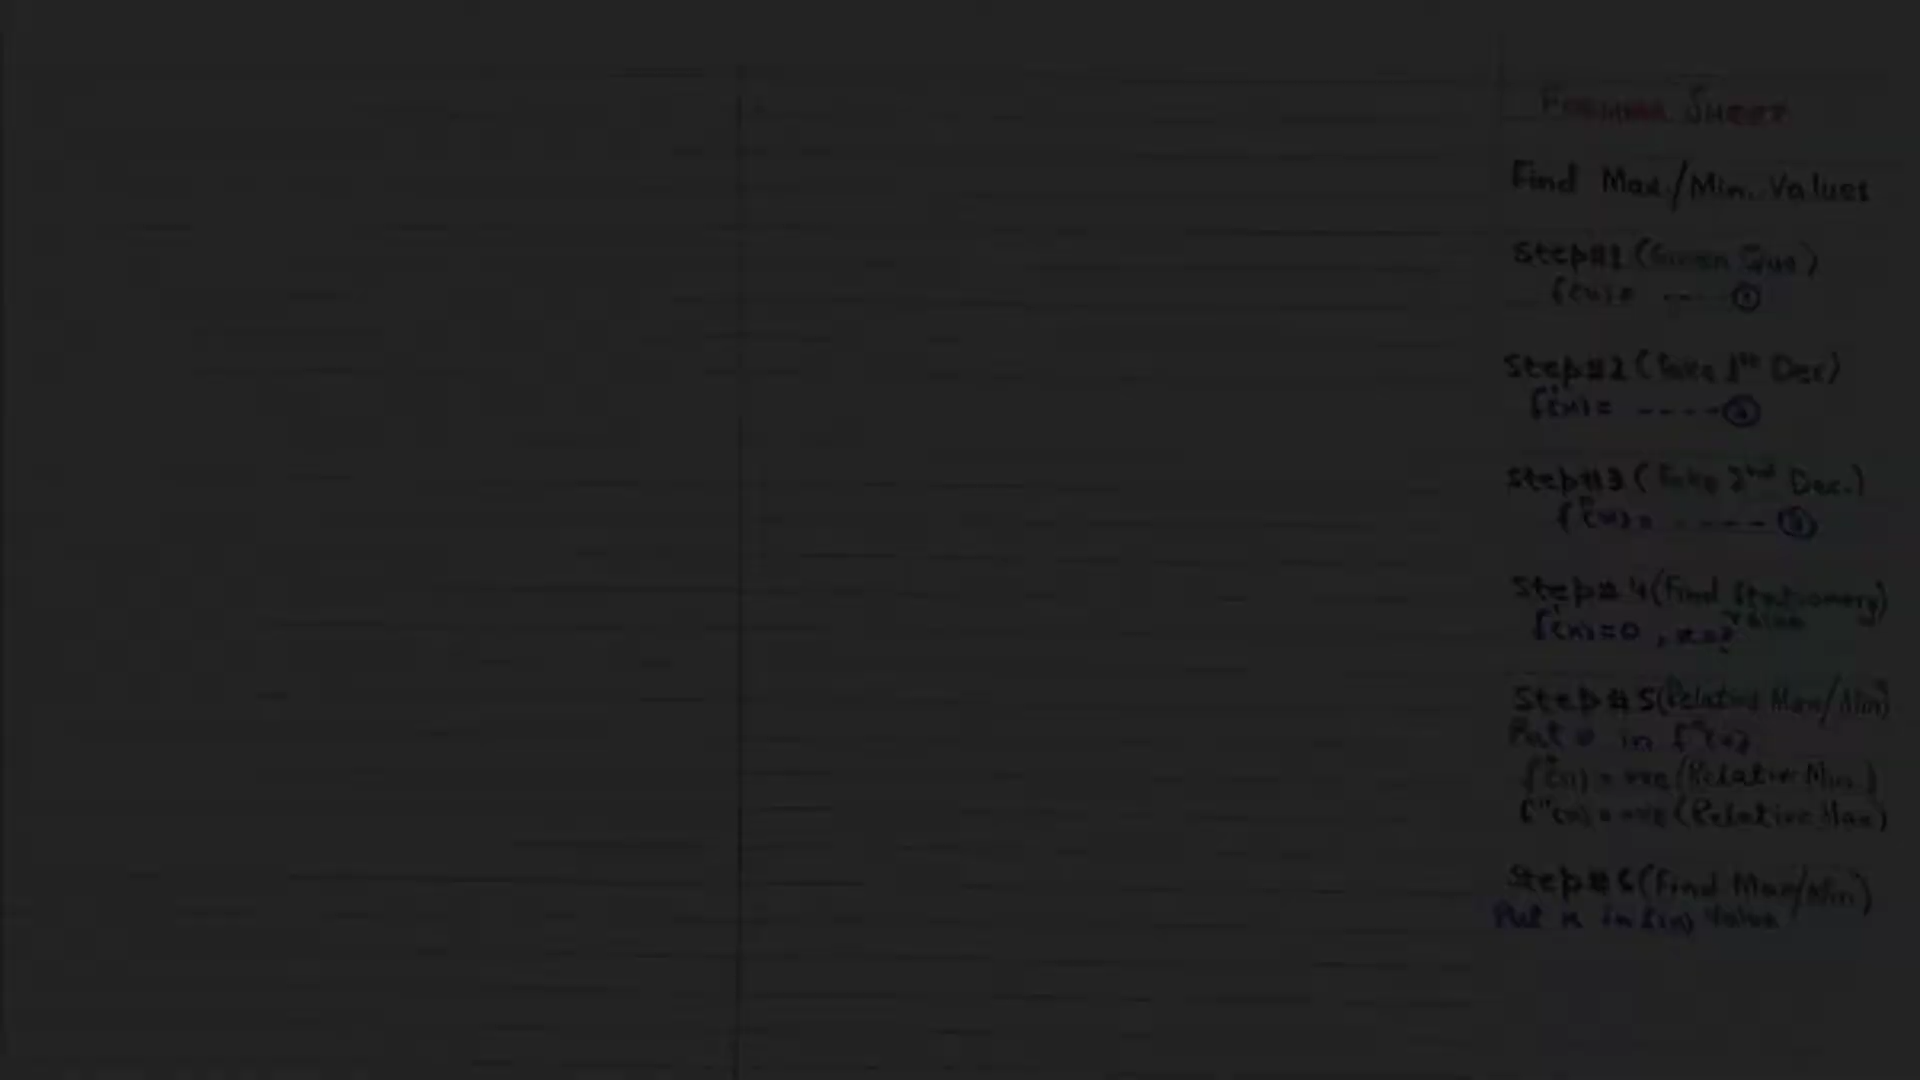 FORMULA SHEET
Find Max./Min. Values
Step#1 (Given Que)
f(x)= ----- ①
Step#2 (Take 1st Der)
f'(x)= ----- ②
Step#3 (Take 2nd Der.)
f''(x)= ------ ③
Step# 4 (Find Stationary
Value)
f'(x)=0 , x=?
Step# 5 (Relative Max/Min)
Put x in f''(x)
f''(x) = +ve (Relative Min.)
f''(x) = -ve (Relative Max)
Step# 6 (Find Max/Min)
Value
Put x in f(x)